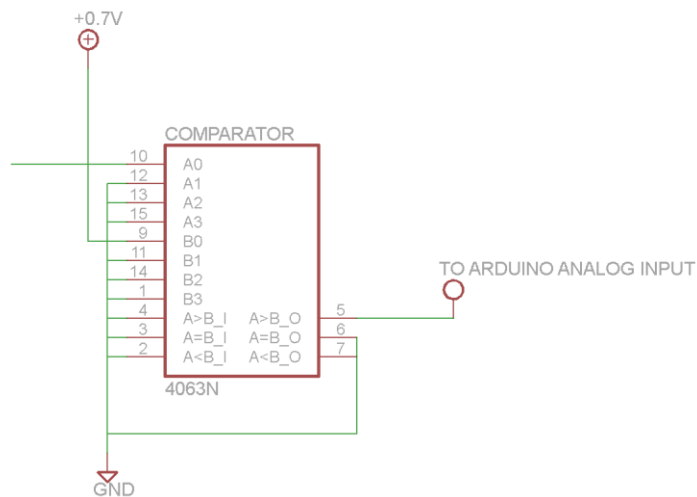 +0.7V
COMPARATOR
10 A0
12 A1
13 A2
15 A3
9 B0
11 B1
14 B2
1 B3
4 A>B_I A>B_O 5
3 A=B_I A=B_O 6
2 A<B_I A<B_O 7
4063N
TO ARDUINO ANALOG INPUT
GND